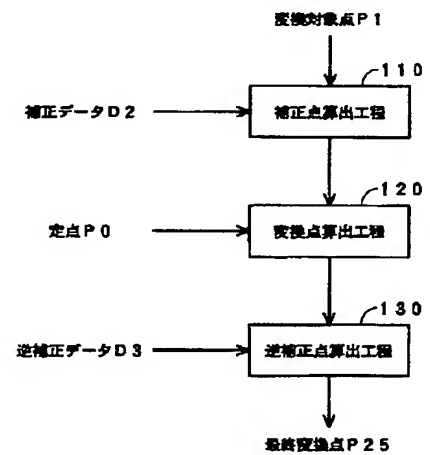 変換対象点P1
110
補正データD2
補正点算出工程
120
定点P0
変換点算出工程
130
逆補正データD3
逆補正点算出工程
最終変換点P25